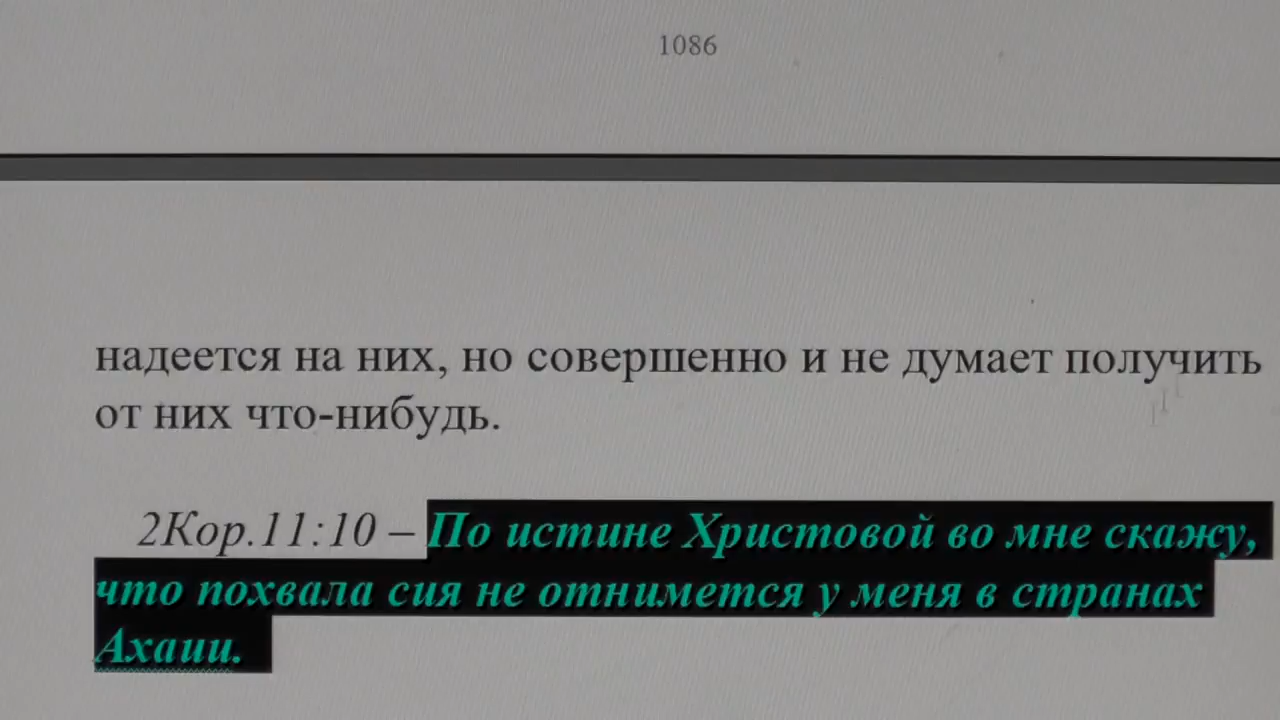 1086
надеется на них, но совершенно и не думает получить
от них что-нибудь.
2Кор.11:10 – По истине Христовой во мне скажу,
что похвала сия не отнимется у меня в странах
Ахаии.